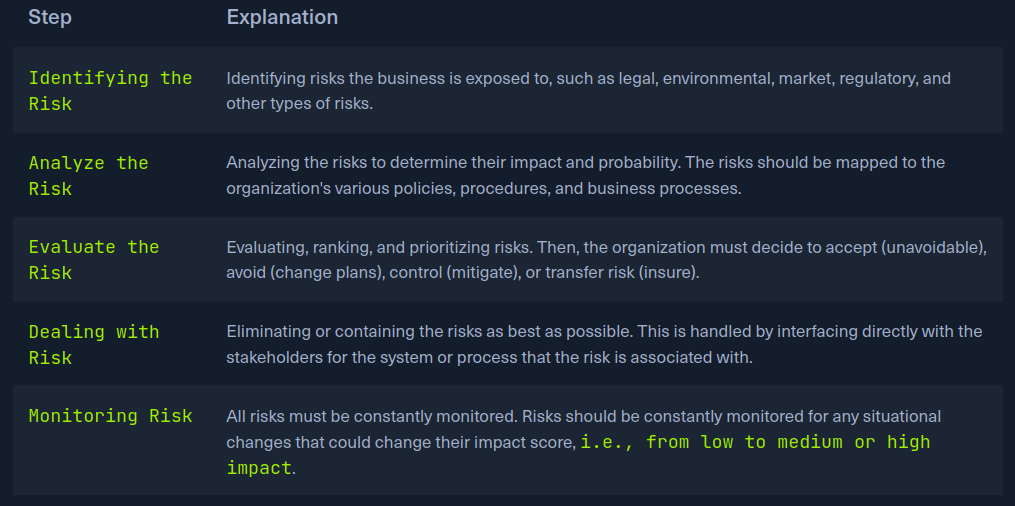 Step Explanation
Identifying the Risk
Identifying risks the business is exposed to, such as legal, environmental, market, regulatory, and
other types of risks.
Analyze the Risk
Analyzing the risks to determine their impact and probability. The risks should be mapped to the
organization's various policies, procedures, and business processes.
Evaluate the Risk
Evaluating, ranking, and prioritizing risks. Then, the organization must decide to accept (unavoidable),
avoid (change plans), control (mitigate), or transfer risk (insure).
Dealing with Risk
Eliminating or containing the risks as best as possible. This is handled by interfacing directly with the
stakeholders for the system or process that the risk is associated with.
Monitoring Risk
All risks must be constantly monitored. Risks should be constantly monitored for any situational
changes that could change their impact score, i.e., from low to medium or high
impact.